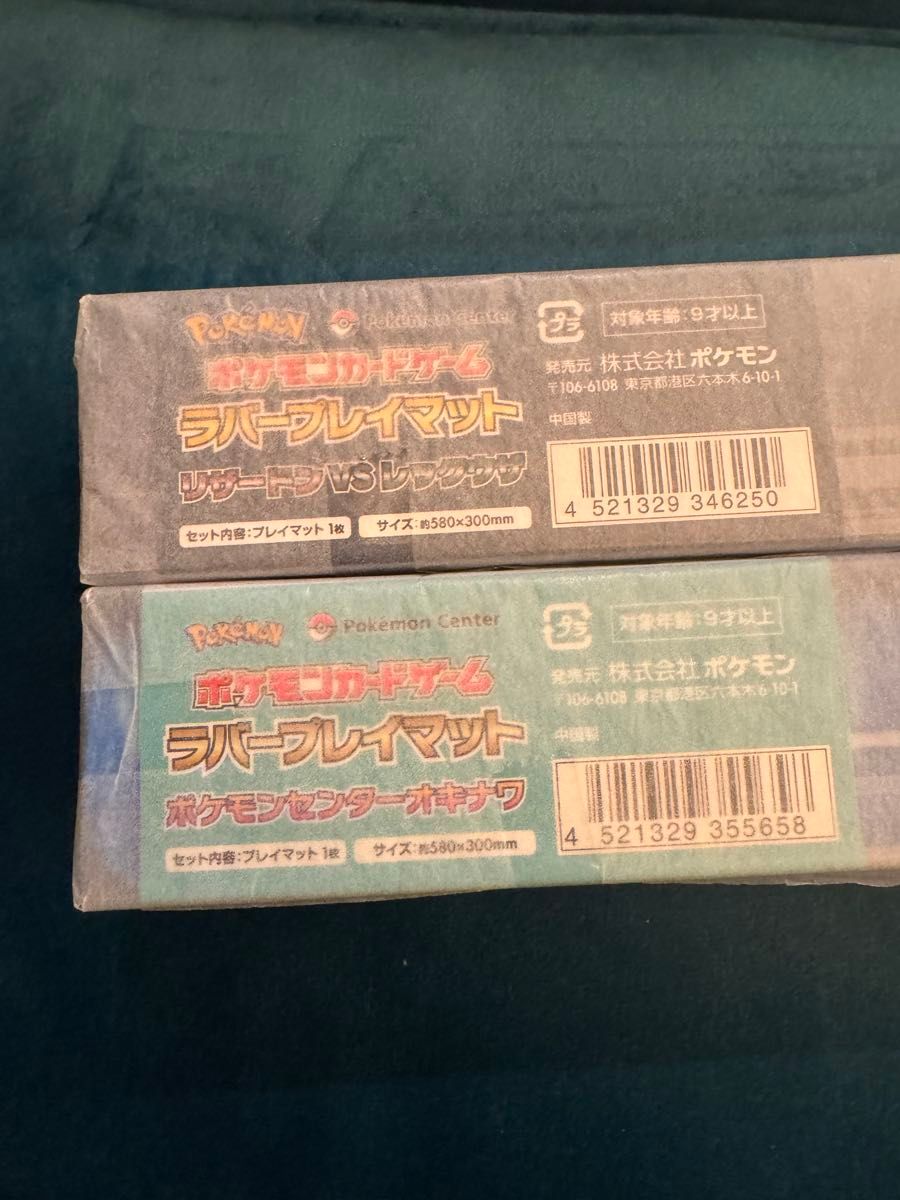 POKÉMON
Pokémon Center
ポケモンカードゲーム
ラバープレイマット
リザードンVSレックウザ
セット内容:プレイマット1枚
サイズ:約580×300mm
プラ
対象年齢:9才以上
発売元 株式会社ポケモン
〒106-6108 東京都港区六本木6-10-1
中国製
4 521329 346250
POKÉMON
Pokémon Center
ポケモンカードゲーム
ラバープレイマット
ポケモンセンターオキナワ
セット内容:プレイマット1枚
サイズ:約580×300mm
プラ
対象年齢:9才以上
発売元 株式会社ポケモン
〒106-6108 東京都港区六本木6-10-1
中国製
4 521329 355658